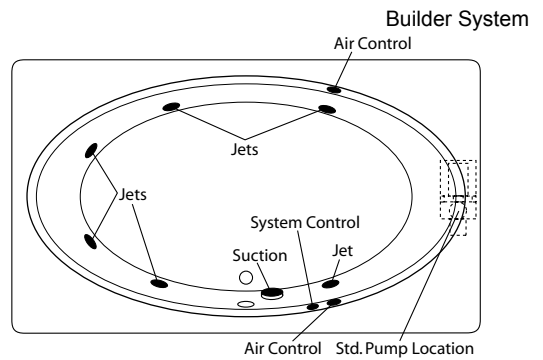 Builder System
Air Control
Jets
Jets
System Control
Suction
Jet
Air Control
Std. Pump Location